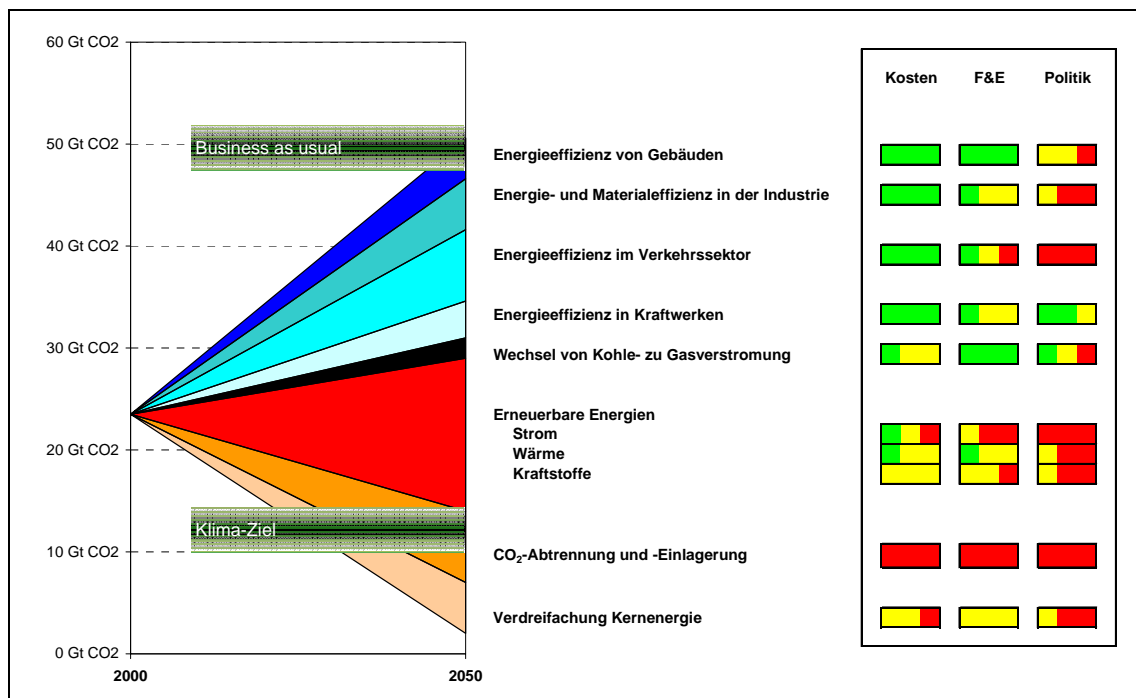 60 Gt CO2
50 Gt CO2
40 Gt CO2
30 Gt CO2
20 Gt CO2
10 Gt CO2
0 Gt CO2
2000
2050
Business as usual
Klima-Ziel
Kosten
F&E
Politik
Energieeffizienz von Gebäuden
Energie- und Materialeffizienz in der Industrie
Energieeffizienz im Verkehrssektor
Energieeffizienz in Kraftwerken
Wechsel von Kohle- zu Gasverstromung
Erneuerbare Energien
Strom
Wärme
Kraftstoffe
CO₂-Abtrennung und -Einlagerung
Verdreifachung Kernenergie